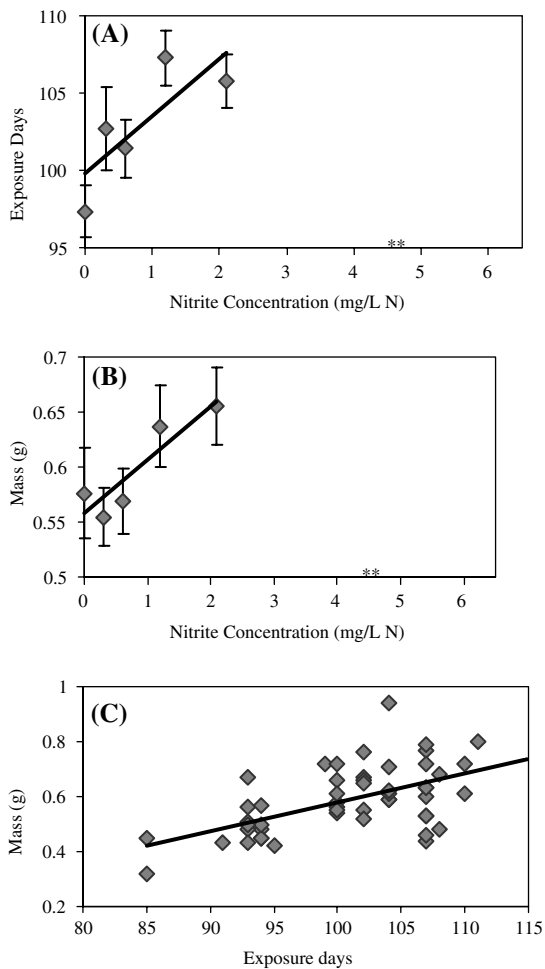 (A)
110
105
100
95
Exposure Days
**
0 1 2 3 4 5 6
Nitrite Concentration (mg/L N)
(B)
0.7
0.65
0.6
0.55
0.5
Mass (g)
**
0 1 2 3 4 5 6
Nitrite Concentration (mg/L N)
(C)
1
0.8
0.6
0.4
0.2
Mass (g)
80 85 90 95 100 105 110 115
Exposure days